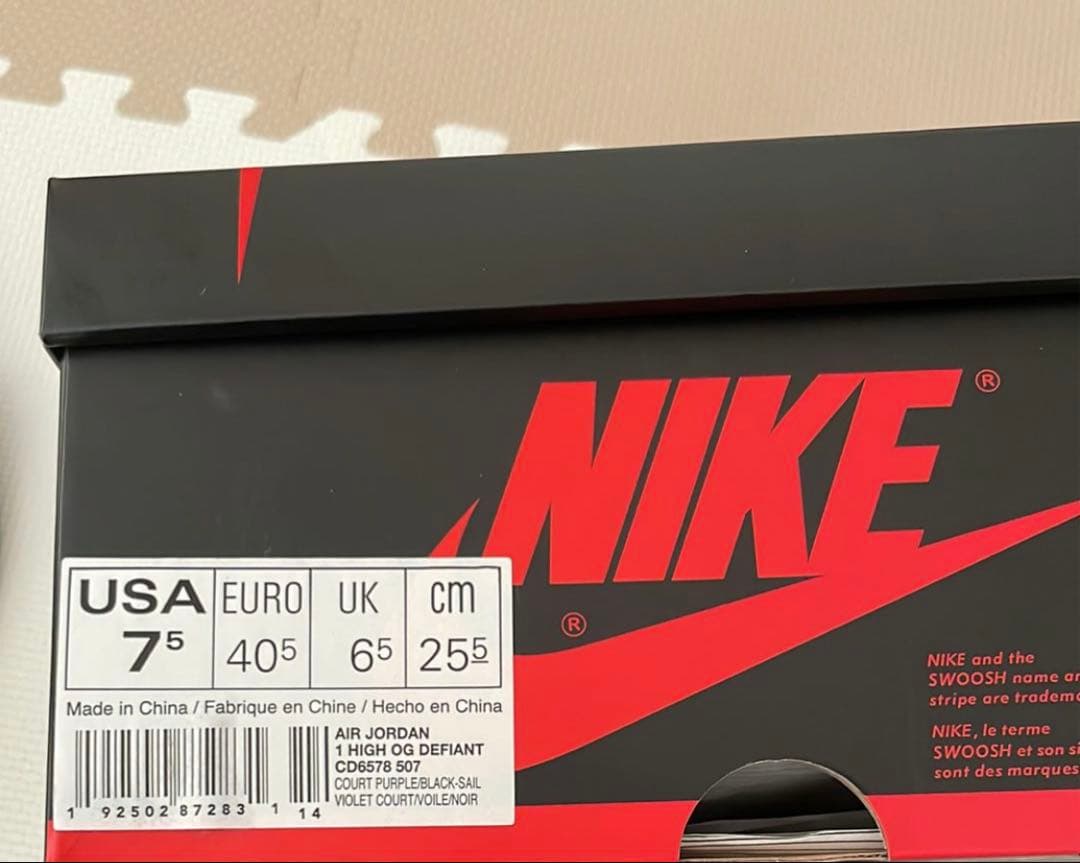 NIKE®
®
USA EURO UK cm
7⁵ 40⁵ 6⁵ 25⁵
Made in China / Fabrique en Chine / Hecho en China
AIR JORDAN
1 HIGH OG DEFIANT
CD6578 507
COURT PURPLE/BLACK-SAIL
VIOLET COURT/VOILE/NOIR
1 92502 87283 1 14
NIKE and the
SWOOSH name
stripe are
NIKE, le terme
SWOOSH et son
sont des marques